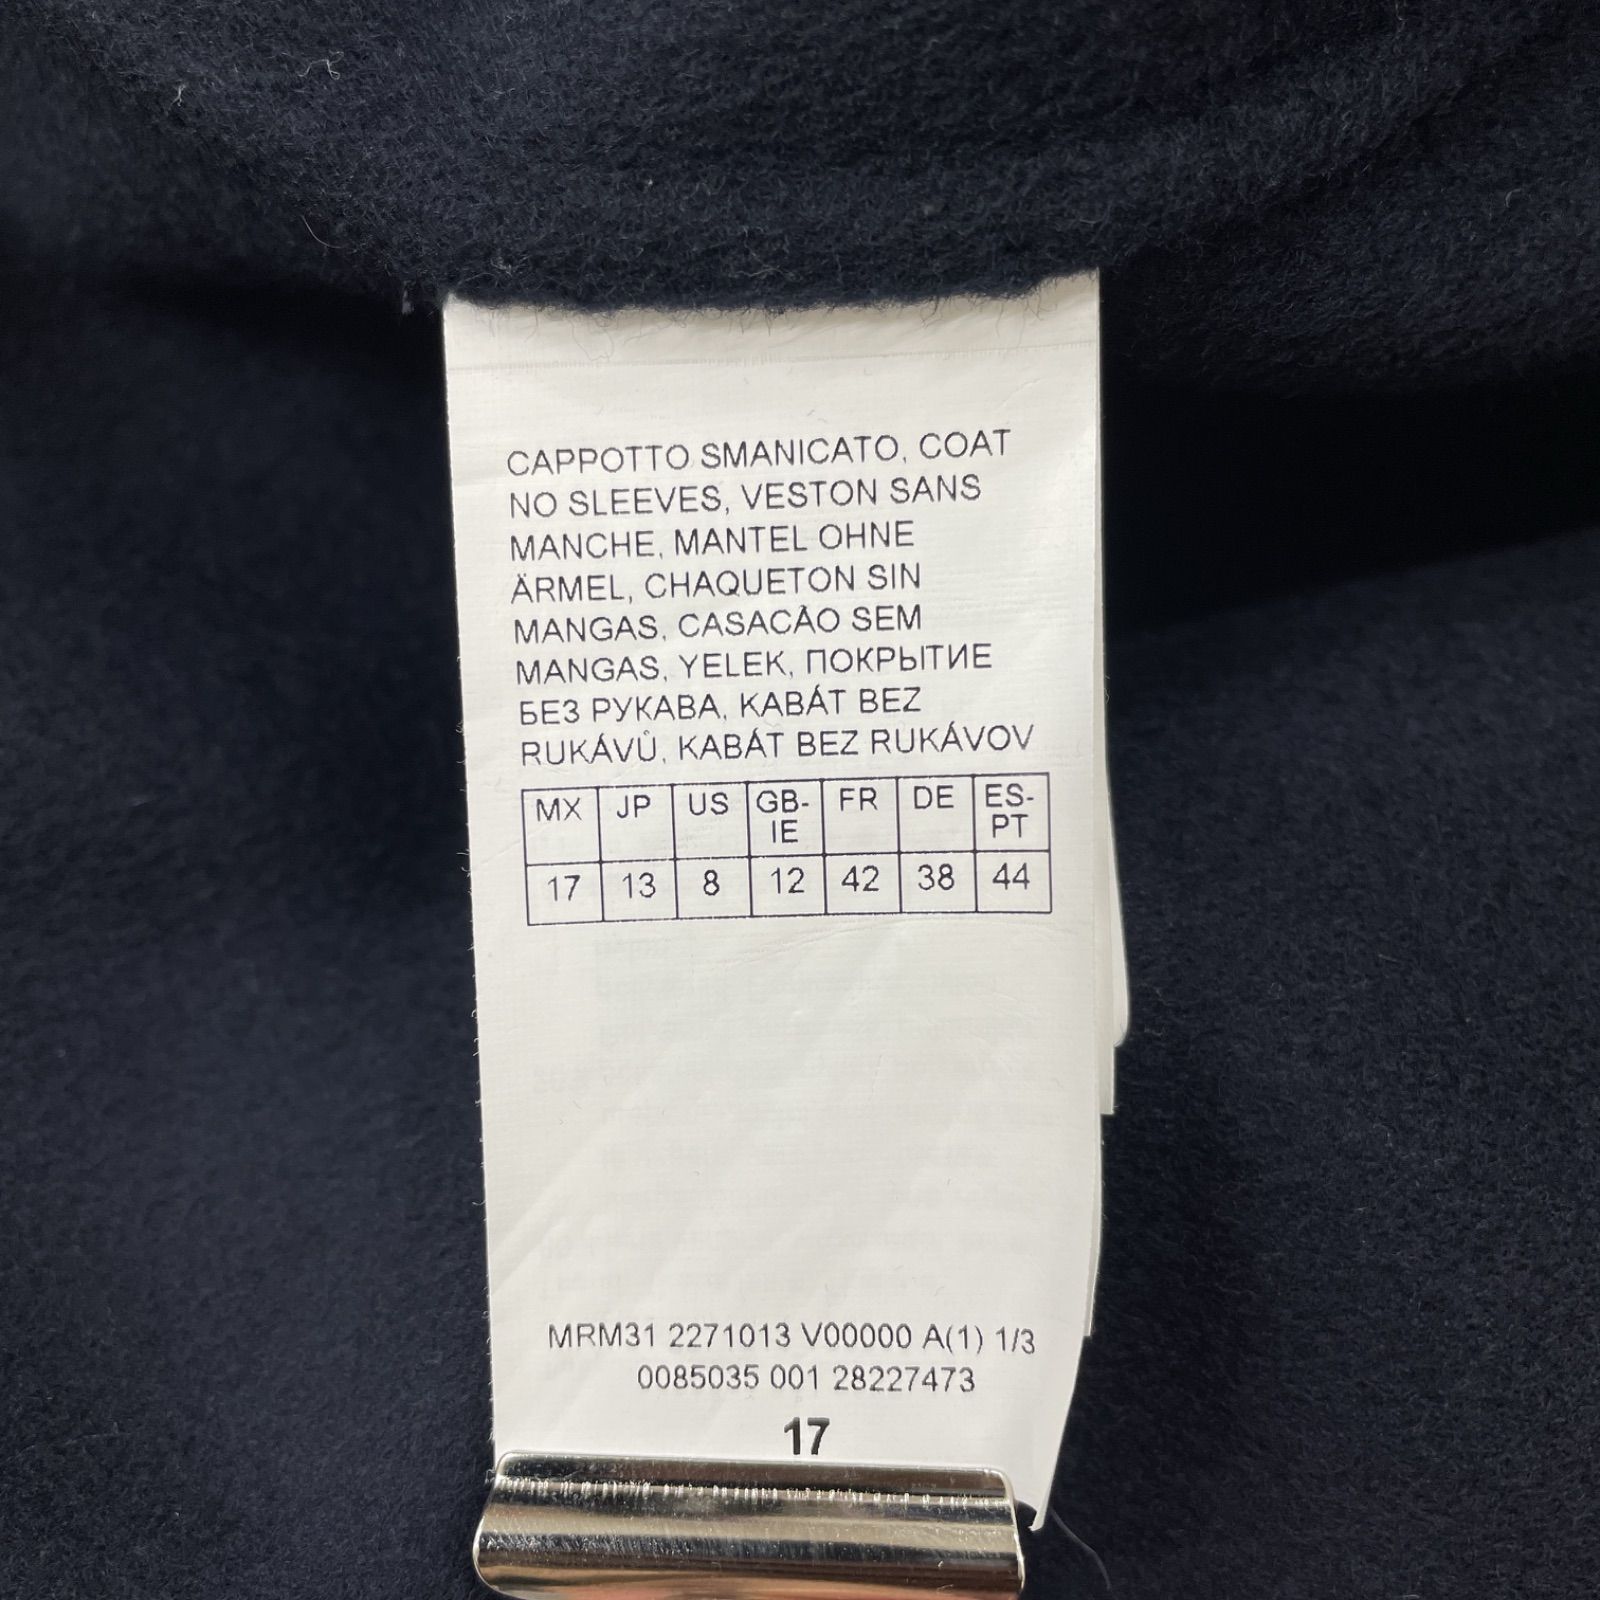 CAPPOTTO SMANICATO, COAT
NO SLEEVES, VESTON SANS
MANCHE, MANTEL OHNE
ÄRMEL, CHAQUETON SIN
MANGAS, CASACÃO SEM
MANGAS, YELEK, ПОКРЫТИЕ
БЕЗ РУКАВА, KABÁT BEZ
RUKÁVŮ, KABÁT BEZ RUKÁVOV
MX JP US GB-IE FR DE ES-PT
17 13 8 12 42 38 44
MRM31 2271013 V00000 A(1) 1/3
0085035 001 28227473
17